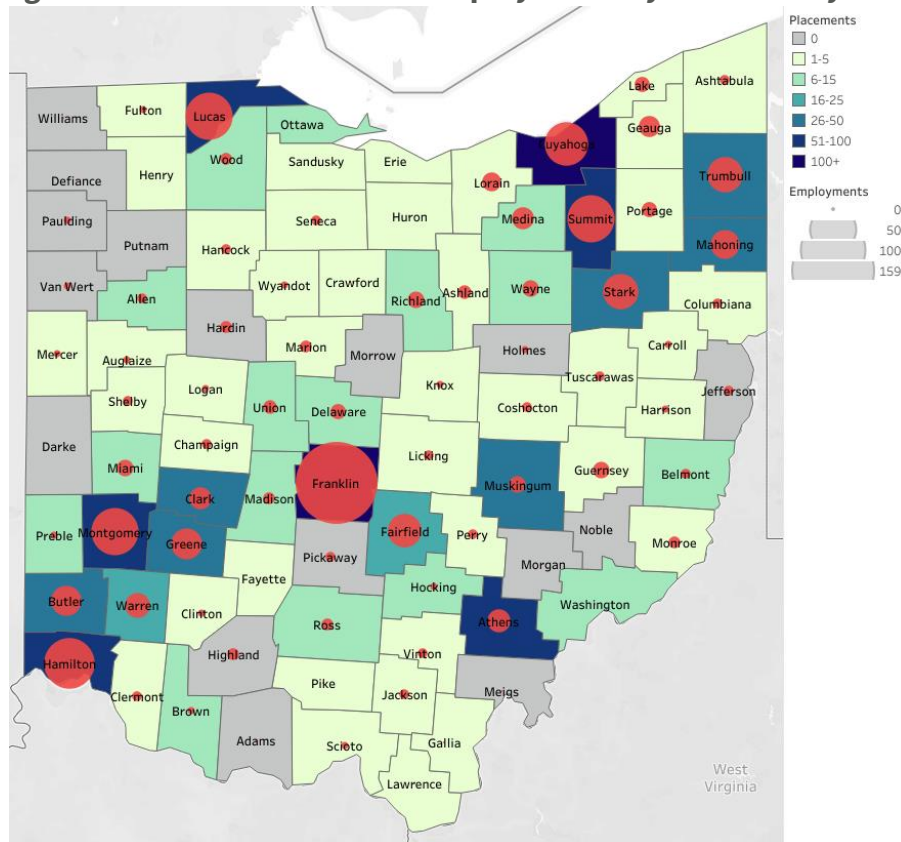 Placements
0
1-5
6-15
16-25
26-50
51-100
100+
Employments
0
50
100
159
Williams
Fulton
Lucas
Ottawa
Lake
Ashtabula
Geauga
Cuyahoga
Defiance
Henry
Wood
Sandusky
Erie
Lorain
Trumbull
Paulding
Putnam
Hancock
Seneca
Huron
Medina
Summit
Portage
Mahoning
Van Wert
Allen
Wyandot
Crawford
Richland
Ashland
Wayne
Stark
Columbiana
Hardin
Mercer
Auglaize
Marion
Morrow
Holmes
Carroll
Tuscarawas
Jefferson
Shelby
Logan
Knox
Coshocton
Harrison
Union
Delaware
Darke
Champaign
Licking
Miami
Guernsey
Belmont
Clark
Madison
Franklin
Muskingum
Preble
Montgomery
Greene
Fairfield
Perry
Noble
Monroe
Pickaway
Morgan
Fayette
Hocking
Butler
Warren
Clinton
Washington
Ross
Athens
Hamilton
Highland
Vinton
Clermont
Pike
Jackson
Meigs
Brown
Adams
Scioto
Gallia
Lawrence
West
Virginia